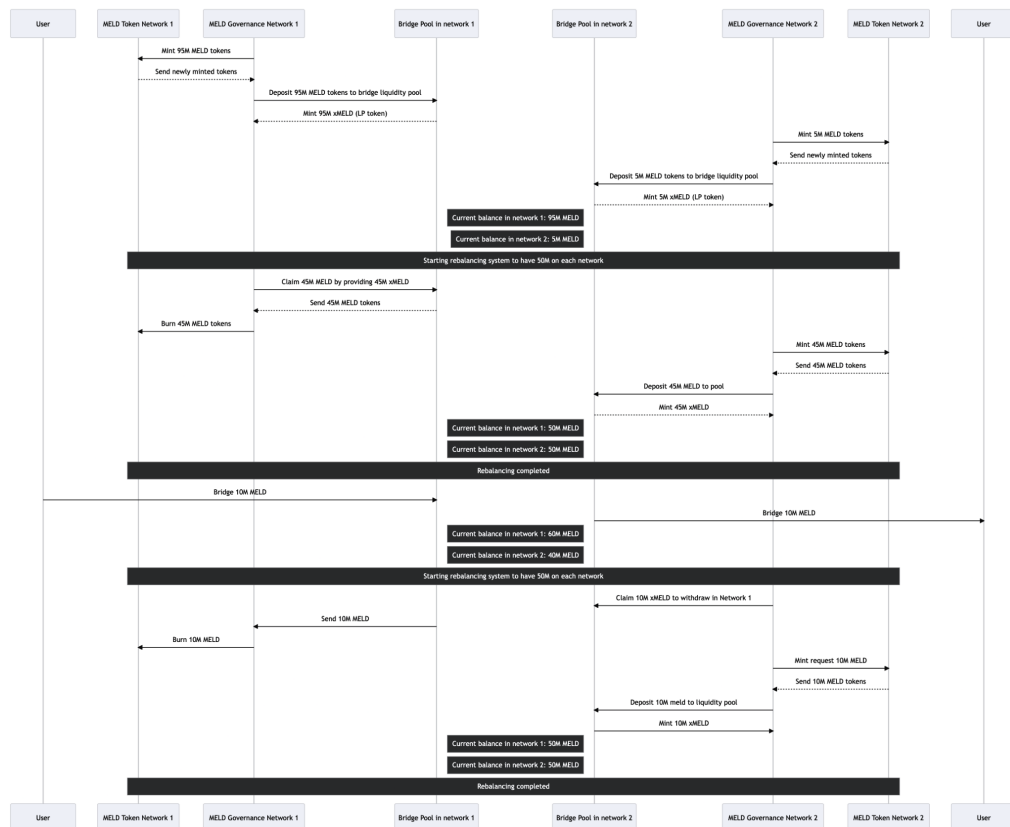 User
MELD Token Network 1
MELD Governance Network 1
Bridge Pool in network 1
Bridge Pool in network 2
MELD Governance Network 2
MELD Token Network 2
User
Mint 95M MELD tokens
Send newly minted tokens
Deposit 95M MELD tokens to bridge liquidity pool
Mint 95M xMELD (LP token)
Mint 5M MELD tokens
Send newly minted tokens
Deposit 5M MELD tokens to bridge liquidity pool
Mint 5M xMELD (LP token)
Current balance in network 1: 95M MELD
Current balance in network 2: 5M MELD
Starting rebalancing system to have 50M on each network
Claim 45M MELD by providing 45M xMELD
Send 45M MELD tokens
Burn 45M MELD tokens
Mint 45M MELD tokens
Send 45M MELD tokens
Deposit 45M MELD to pool
Mint 45M xMELD
Current balance in network 1: 50M MELD
Current balance in network 2: 50M MELD
Rebalancing completed
Bridge 10M MELD
Bridge 10M MELD
Current balance in network 1: 60M MELD
Current balance in network 2: 40M MELD
Starting rebalancing system to have 50M on each network
Claim 10M xMELD to withdraw in Network 1
Send 10M MELD
Burn 10M MELD
Mint request 10M MELD
Send 10M MELD tokens
Deposit 10M meld to liquidity pool
Mint 10M xMELD
Current balance in network 1: 50M MELD
Current balance in network 2: 50M MELD
Rebalancing completed
User
MELD Token Network 1
MELD Governance Network 1
Bridge Pool in network 1
Bridge Pool in network 2
MELD Governance Network 2
MELD Token Network 2
User